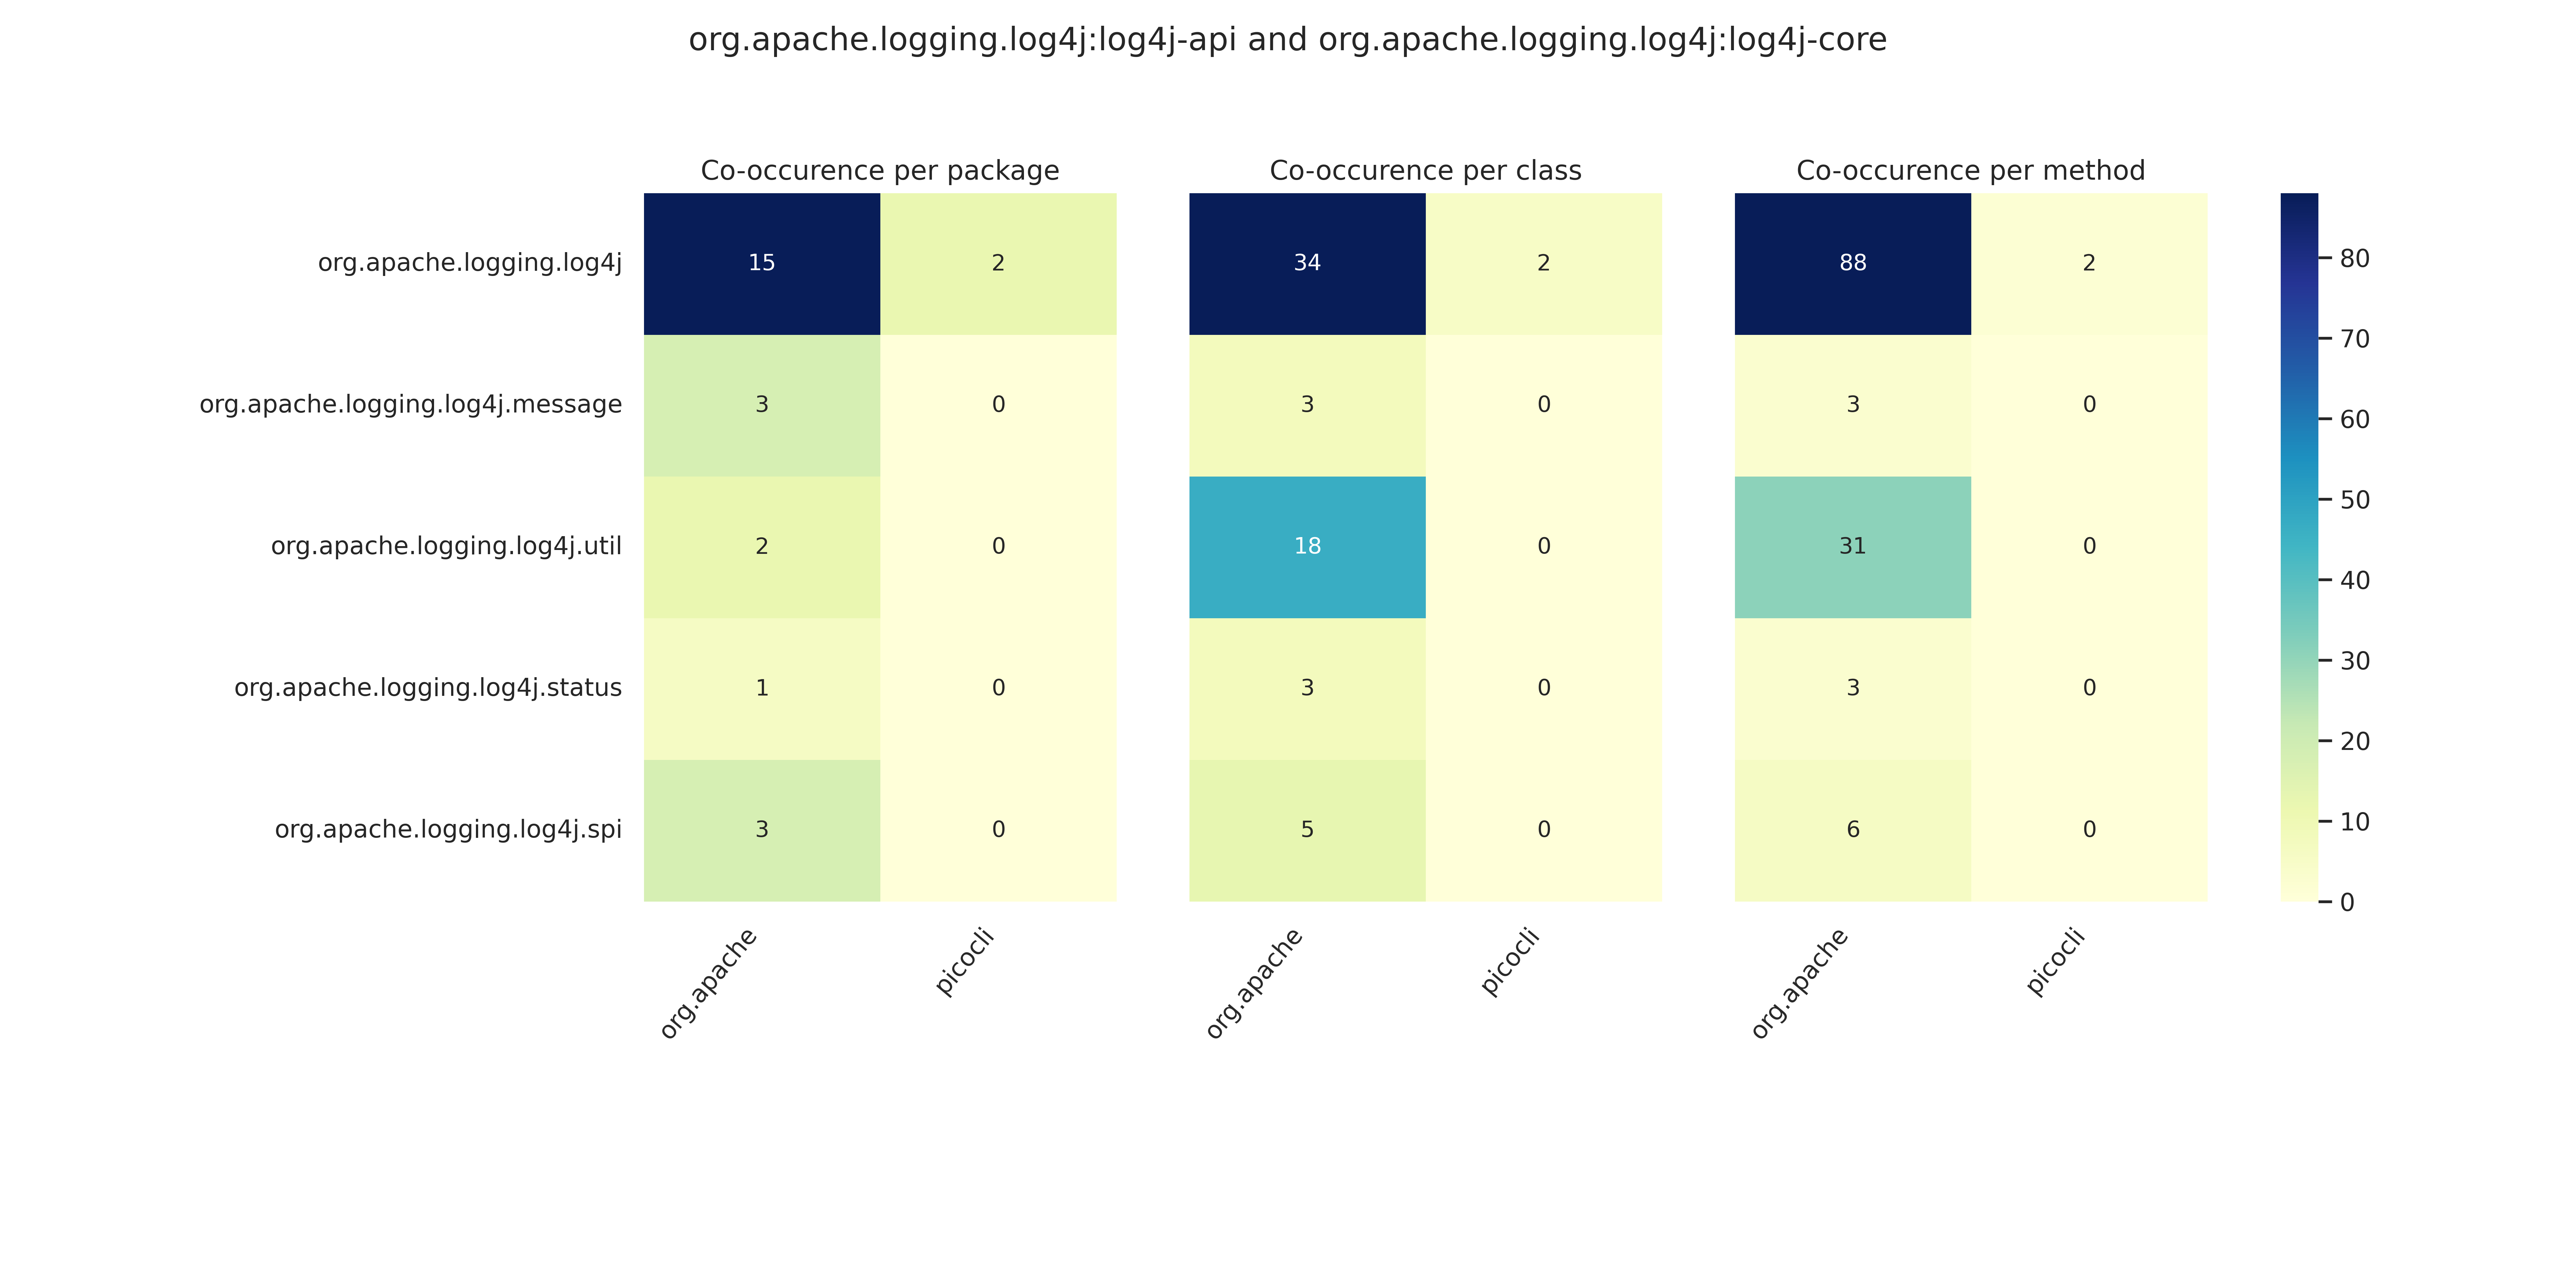 org.apache.logging.log4j:log4j-api and org.apache.logging.log4j:log4j-core
Co-occurence per package Co-occurence per class Co-occurence per method
org.apache.logging.log4j 15 2 34 2 88 2
org.apache.logging.log4j.message 3 0 3 0 3 0
org.apache.logging.log4j.util 2 0 18 0 31 0
org.apache.logging.log4j.status 1 0 3 0 3 0
org.apache.logging.log4j.spi 3 0 5 0 6 0
80
70
60
50
40
30
20
10
0
org.apache picocli org.apache picocli org.apache picocli